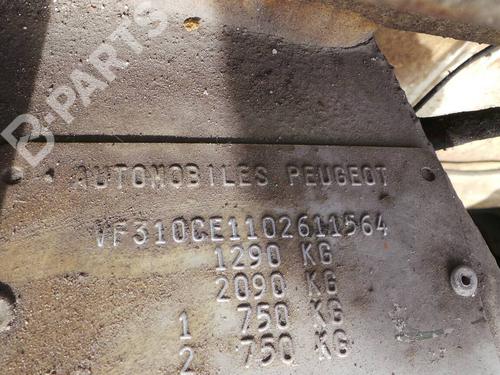 B-PARTS
AUTOMOBILES PEUGEOT
VF310CE1102611564
1290 KG
2090 KG
1 750 KG
2 750 KG